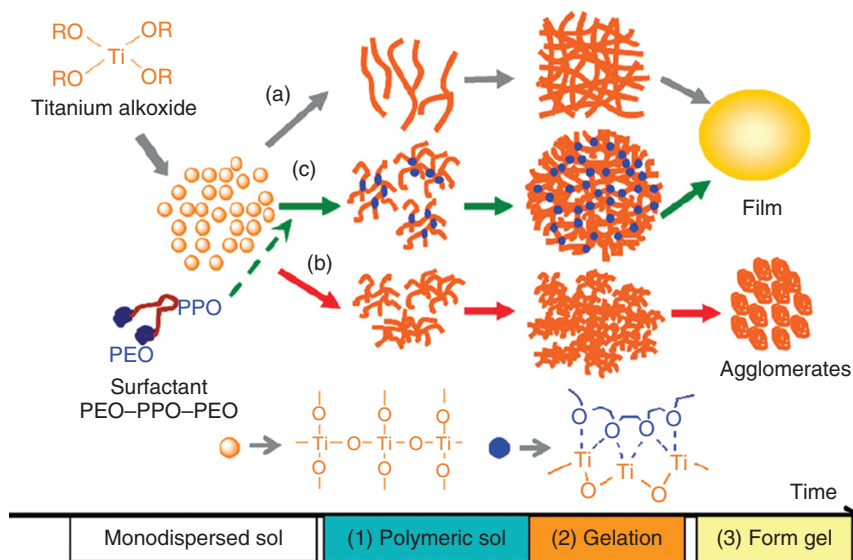 RO OR
Ti
RO OR
Titanium alkoxide
(a)
(c)
(b)
Film
PPO
PEO
Surfactant
PEO–PPO–PEO
Agglomerates
O O O
Ti O Ti O Ti
O O O
O O O O
Ti Ti Ti
O O
Time
Monodispersed sol
(1) Polymeric sol
(2) Gelation
(3) Form gel